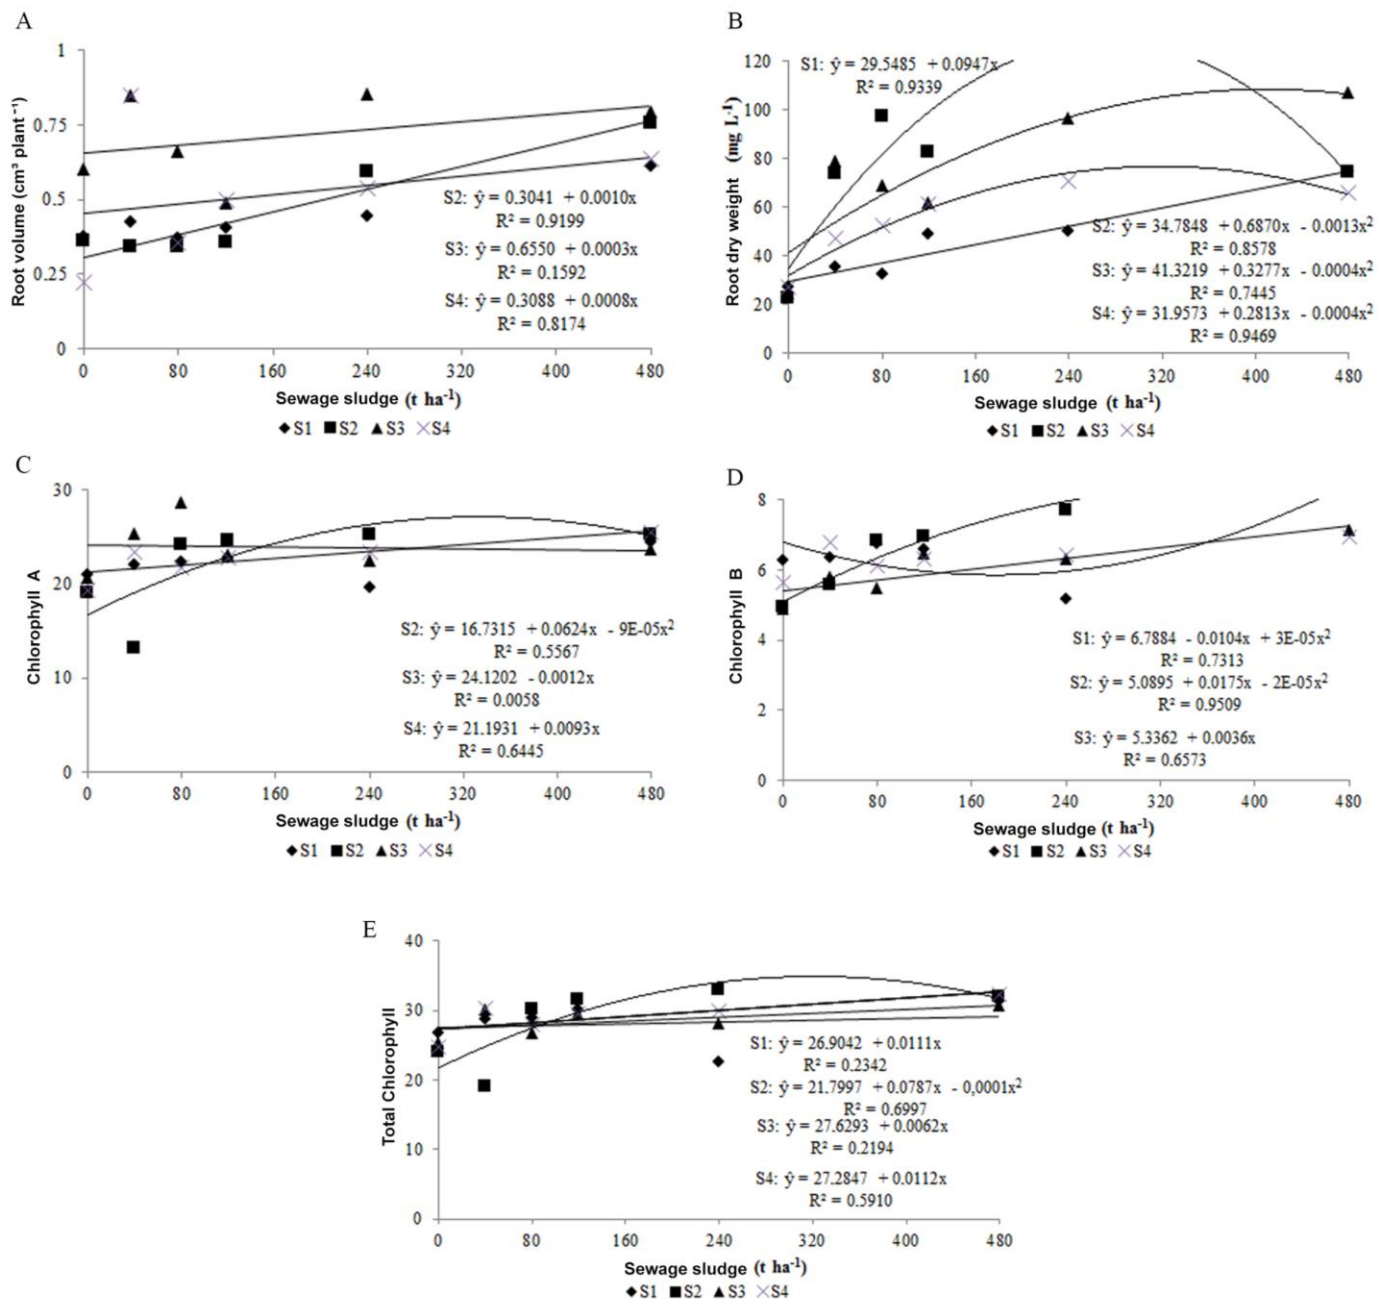 A
1
0.75
0.5
0.25
0
0 80 160 240 320 400 480
Root volume (cm³ plant ⁻¹)
S2: ŷ = 0.3041 + 0.0010x
R² = 0.9199
S3: ŷ = 0.6550 + 0.0003x
R² = 0.1592
S4: ŷ = 0.3088 + 0.0008x
R² = 0.8174
Sewage sludge (t ha⁻¹)
S1 S2 S3 S4
B
120
100
80
60
40
20
0
0 80 160 240 320 400 480
Root dry weight (mg L⁻¹)
S1: ŷ = 29.5485 + 0.0947x
R² = 0.9339
S2: ŷ = 34.7848 + 0.6870x - 0.0013x²
R² = 0.8578
S3: ŷ = 41.3219 + 0.3277x - 0.0004x²
R² = 0.7445
S4: ŷ = 31.9573 + 0.2813x - 0.0004x²
R² = 0.9469
Sewage sludge (t ha⁻¹)
S1 S2 S3 S4
C
30
20
10
0
0 80 160 240 320 400 480
Chlorophyll A
S2: ŷ = 16.7315 + 0.0624x - 9E-05x²
R² = 0.5567
S3: ŷ = 24.1202 - 0.0012x
R² = 0.0058
S4: ŷ = 21.1931 + 0.0093x
R² = 0.6445
Sewage sludge (t ha⁻¹)
S1 S2 S3 S4
D
8
6
4
2
0
0 80 160 240 320 400 480
Chlorophyll B
S1: ŷ = 6.7884 - 0.0104x + 3E-05x²
R² = 0.7313
S2: ŷ = 5.0895 + 0.0175x - 2E-05x²
R² = 0.9509
S3: ŷ = 5.3362 + 0.0036x
R² = 0.6573
Sewage sludge (t ha⁻¹)
S1 S2 S3 S4
E
40
30
20
10
0
0 80 160 240 320 400 480
Total Chlorophyll
S1: ŷ = 26.9042 + 0.0111x
R² = 0.2342
S2: ŷ = 21.7997 + 0.0787x - 0,0001x²
R² = 0.6997
S3: ŷ = 27.6293 + 0.0062x
R² = 0.2194
S4: ŷ = 27.2847 + 0.0112x
R² = 0.5910
Sewage sludge (t ha⁻¹)
S1 S2 S3 S4